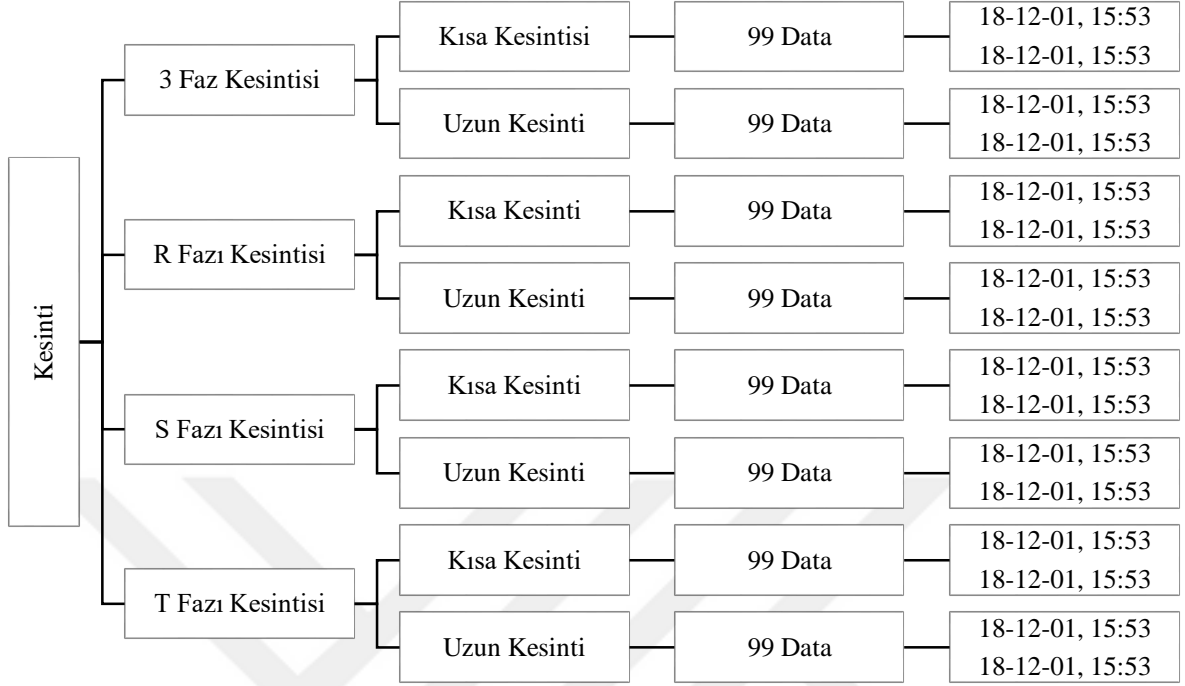 Kesinti
3 Faz Kesintisi
Kısa Kesintisi
99 Data
18-12-01, 15:53
18-12-01, 15:53
Uzun Kesinti
99 Data
18-12-01, 15:53
18-12-01, 15:53
R Fazı Kesintisi
Kısa Kesinti
99 Data
18-12-01, 15:53
18-12-01, 15:53
Uzun Kesinti
99 Data
18-12-01, 15:53
18-12-01, 15:53
S Fazı Kesintisi
Kısa Kesinti
99 Data
18-12-01, 15:53
18-12-01, 15:53
Uzun Kesinti
99 Data
18-12-01, 15:53
18-12-01, 15:53
T Fazı Kesintisi
Kısa Kesinti
99 Data
18-12-01, 15:53
18-12-01, 15:53
Uzun Kesinti
99 Data
18-12-01, 15:53
18-12-01, 15:53